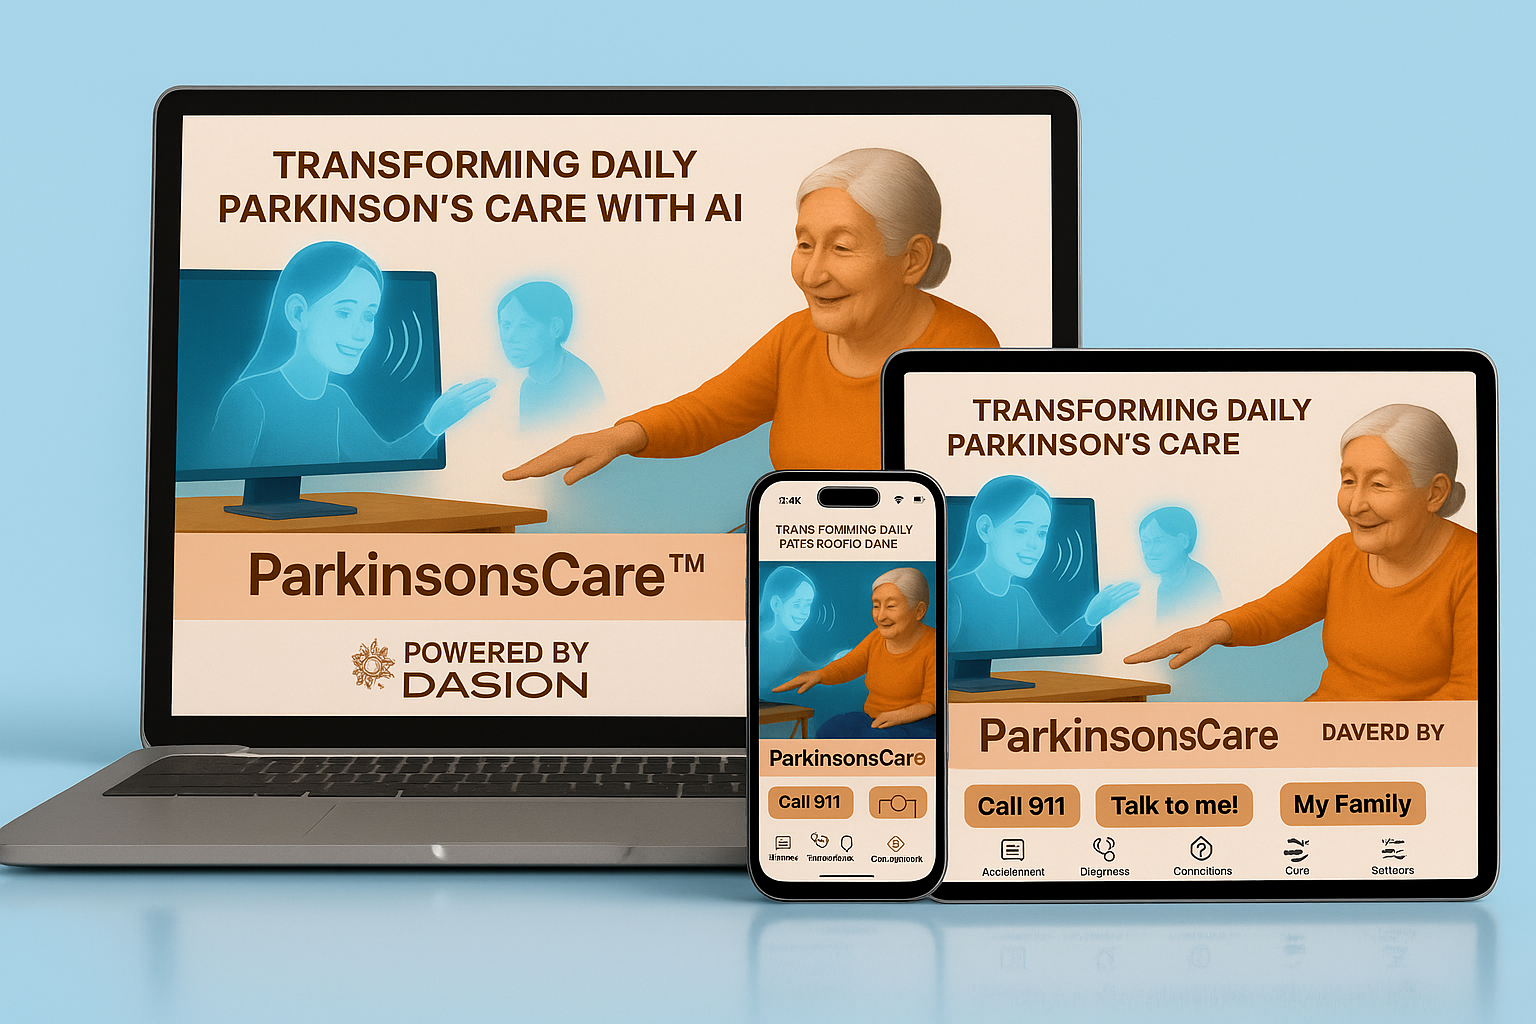 TRANSFORMING DAILY
PARKINSON'S CARE WITH AI
ParkinsonsCare™
POWERED BY
DASION
TRANS FOMIMING DAILY
PATES ROOFIO DANE
ParkinsonsCare
Call 911
TRANSFORMING DAILY
PARKINSON'S CARE
ParkinsonsCare
DAVERD BY
Call 911
Talk to me!
My Family
Accielennent
Diegrness
Conncitions
Cure
Setteors